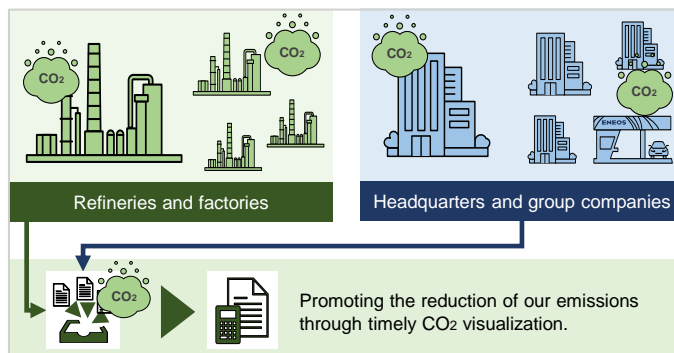 CO2
CO2
CO2
CO2
ENEOS
Refineries and factories
Headquarters and group companies
CO2
Promoting the reduction of our emissions
through timely CO2 visualization.